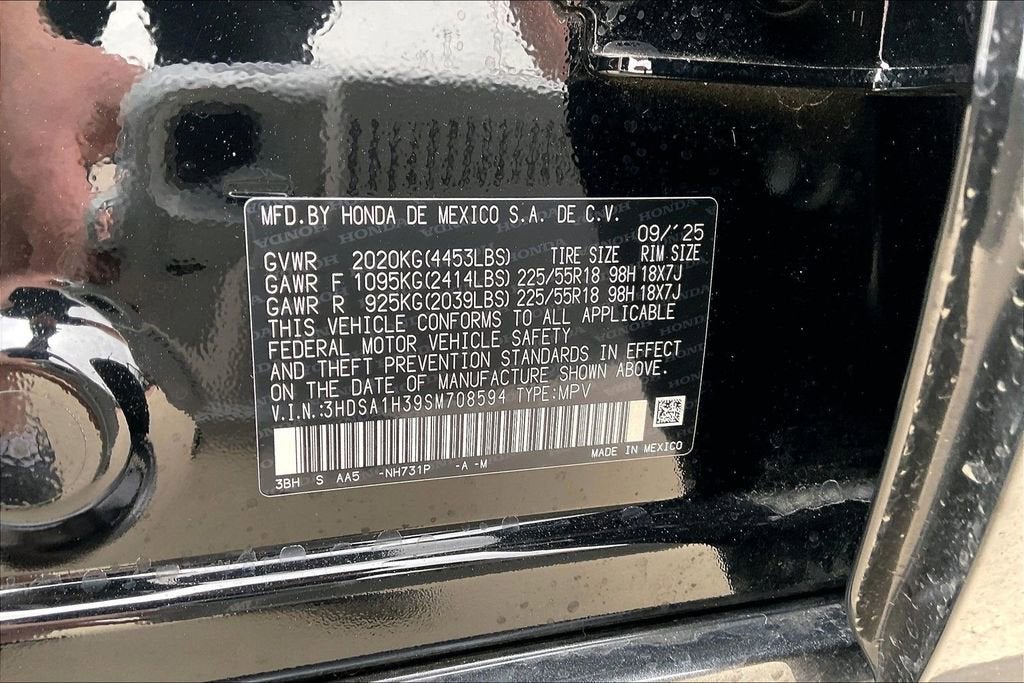 MFD.BY HONDA DE MEXICO S.A. DE C.V.
09/'25
GVWR 2020KG(4453LBS) TIRE SIZE RIM SIZE
GAWR F 1095KG(2414LBS) 225/55R18 98H 18X7J
GAWR R 925KG(2039LBS) 225/55R18 98H 18X7J
THIS VEHICLE CONFORMS TO ALL APPLICABLE
FEDERAL MOTOR VEHICLE SAFETY
AND THEFT PREVENTION STANDARDS IN EFFECT
ON THE DATE OF MANUFACTURE SHOWN ABOVE.
V.I.N.:3HDSA1H39SM708594 TYPE:MPV
MADE IN MEXICO
3BH S AA5 -NH731P -A -M